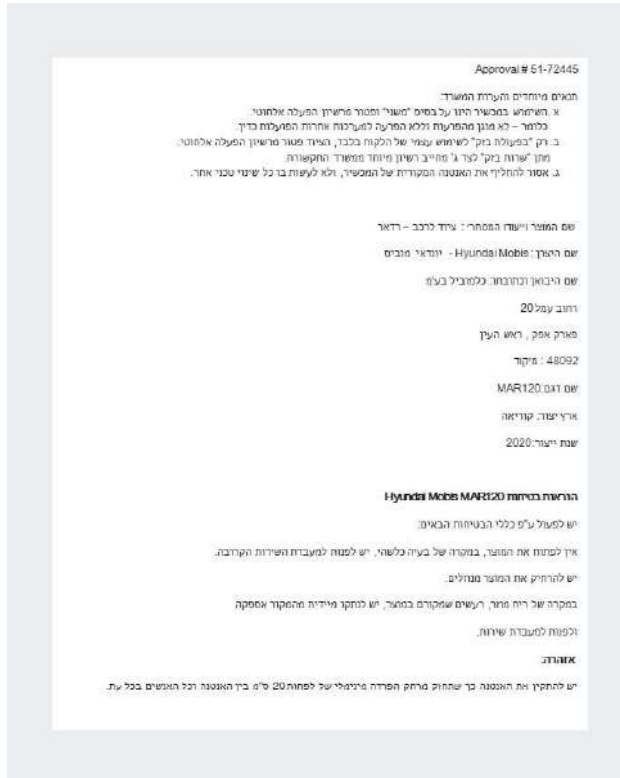 Approval # 51-72445
תנאים מיוחדים והערות המשרד:
א. השימוש במכשיר הינו על בסיס "משני" ופטור מרשיון הפעלה אלחוטי.
כלומר – לא מוגן מהפרעות וללא הפרעה למערכות אחרות הפועלות כדין.
ב. רק "בפעולת בזק" לשימוש עצמי של הלקוח בלבד, הציוד פטור מרשיון הפעלה אלחוטי.
מתן "שרות בזק" לצד ג' מחייב רשיון מיוחד ממשרד התקשורת.
ג. אסור להחליף את האנטנה המקורית של המכשיר, ולא לעשות בו כל שינוי טכני אחר.
שם המוצר וייעודו המסחרי: ציוד לרכב – רדאר
שם היצרן: Hyundai Mobis - יונדאי מוביס
שם היבואן וכתובתו: כלמוביל בע"מ
רחוב עמל 20
פארק אפק, ראש העין
48092 : מיקוד
שם דגם: MAR120
ארץ יצור: קוריאה
שנת ייצור: 2020
הוראות בטיחות Hyundai Mobis MAR120
יש לפעול ע"פ כללי הבטיחות הבאים:
אין לפתוח את המוצר, במקרה של בעיה כלשהי, יש לפנות למעבדת השירות הקרובה.
יש להרחיק את המוצר מנוזלים.
במקרה של ריח מוזר, רעשים שמקורם במוצר, יש לנתקו מיידית מהמקור אספקה
ולפנות למעבדת שירות.
אזהרה:
יש להתקין את האנטנה כך שתחזוק מרחק הפרדה מינימלי של לפחות 20 ס"מ בין האנטנה וכל האנשים בכל עת.